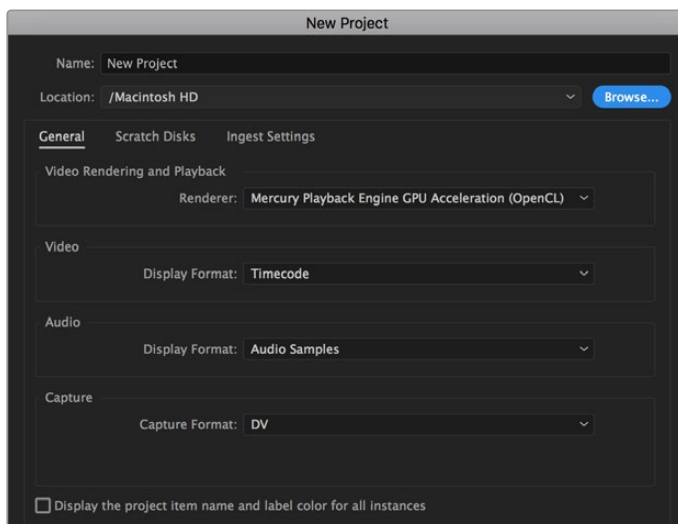 New Project
Name: New Project
Location: /Macintosh HD Browse...
General Scratch Disks Ingest Settings
Video Rendering and Playback
Renderer: Mercury Playback Engine GPU Acceleration (OpenCL)
Video
Display Format: Timecode
Audio
Display Format: Audio Samples
Capture
Capture Format: DV
Display the project item name and label color for all instances